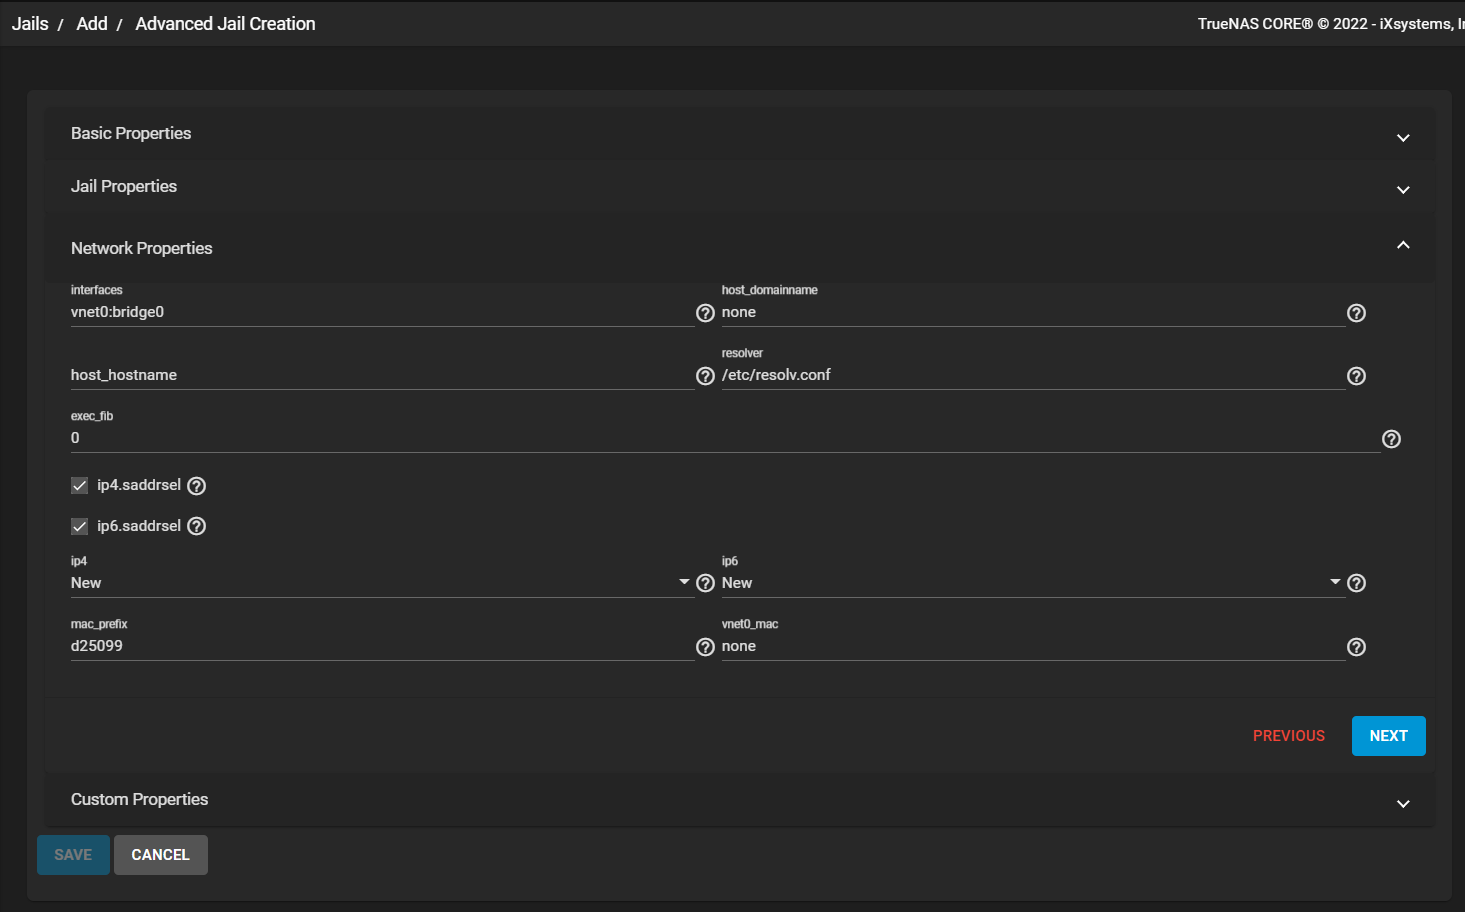 Jails / Add / Advanced Jail Creation
TrueNAS CORE® © 2022 - iXsystems,
Basic Properties
Jail Properties
Network Properties
interfaces
vnet0:bridge0
host_domainname
none
host_hostname
resolver
/etc/resolv.conf
exec_fib
0
ip4.saddrsel
ip6.saddrsel
ip4
New
ip6
New
mac_prefix
d25099
vnet0_mac
none
PREVIOUS
NEXT
Custom Properties
SAVE
CANCEL